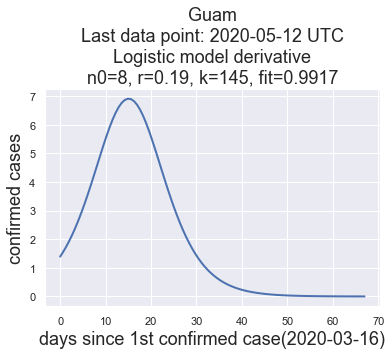 Guam
Last data point: 2020-05-12 UTC
Logistic model derivative
n0=8, r=0.19, k=145, fit=0.9917
confirmed cases
7
6
5
4
3
2
1
0
0 10 20 30 40 50 60 70
days since 1st confirmed case(2020-03-16)